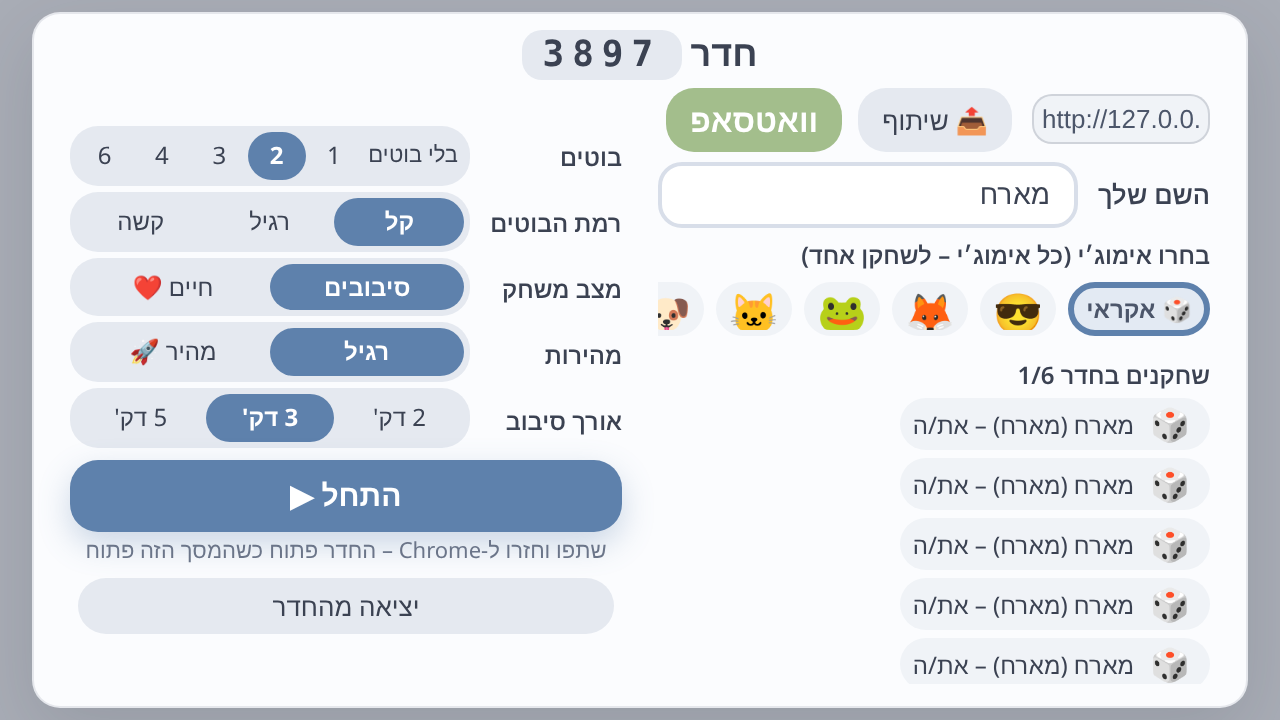 חדר 3897
http://127.0.0.
📤 שיתוף
וואטסאפ
השם שלך
מארח
בחרו אימוג׳י (כל אימוג׳י – לשחקן אחד)
🎲 אקראי
שחקנים בחדר 1/6
מארח (מארח) – את/ה
מארח (מארח) – את/ה
מארח (מארח) – את/ה
מארח (מארח) – את/ה
מארח (מארח) – את/ה
בוטים
בלי בוטים 1 2 3 4 6
רמת הבוטים
קל רגיל קשה
מצב משחק
סיבובים חיים ❤️
מהירות
רגיל מהיר 🚀
אורך סיבוב
2 דק' 3 דק' 5 דק'
התחל ▶
שתפו וחזרו ל-Chrome – החדר פתוח כשהמסך הזה פתוח
יציאה מהחדר